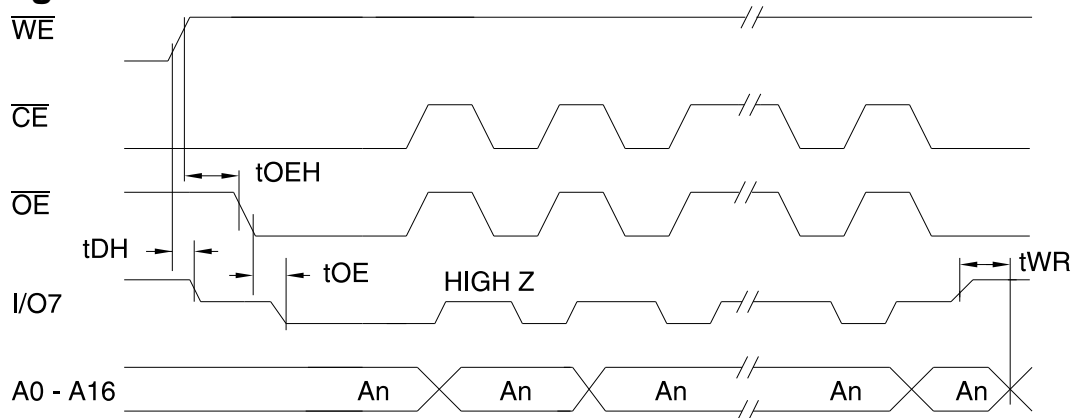 WE
CE
tOEH
OE
tDH
tOE
tWR
HIGH Z
I/O7
A0 - A16 An An An An An